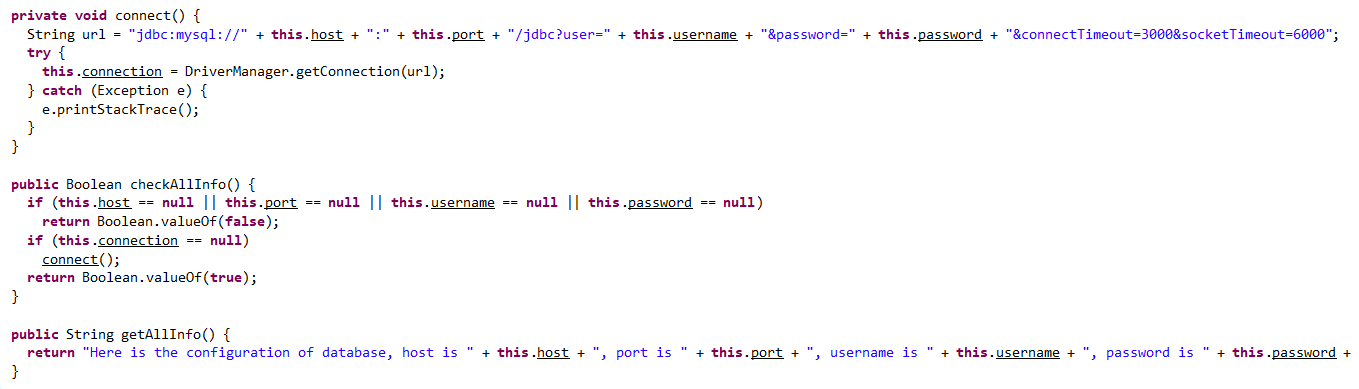 private void connect() {
String url = "jdbc:mysql://" + this.host + ":" + this.port + "/jdbc?user=" + this.username + "&password=" + this.password + "&connectTimeout=3000&socketTimeout=6000";
try {
this.connection = DriverManager.getConnection(url);
} catch (Exception e) {
e.printStackTrace();
}
}
public Boolean checkAllInfo() {
if (this.host == null || this.port == null || this.username == null || this.password == null)
return Boolean.valueOf(false);
if (this.connection == null)
connect();
return Boolean.valueOf(true);
}
public String getAllInfo() {
return "Here is the configuration of database, host is " + this.host + ", port is " + this.port + ", username is " + this.username + ", password is " + this.password +
}